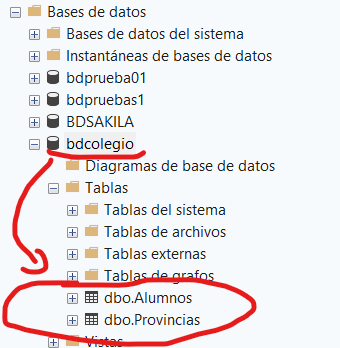 Bases de datos
Bases de datos del sistema
Instantáneas de bases de datos
bdprueba01
bdpruebas1
BDSAKILA
bdcolegio
Diagramas de base de datos
Tablas
Tablas del sistema
Tablas de archivos
Tablas externas
Tablas de grafos
dbo.Alumnos
dbo.Provincias
Vistas